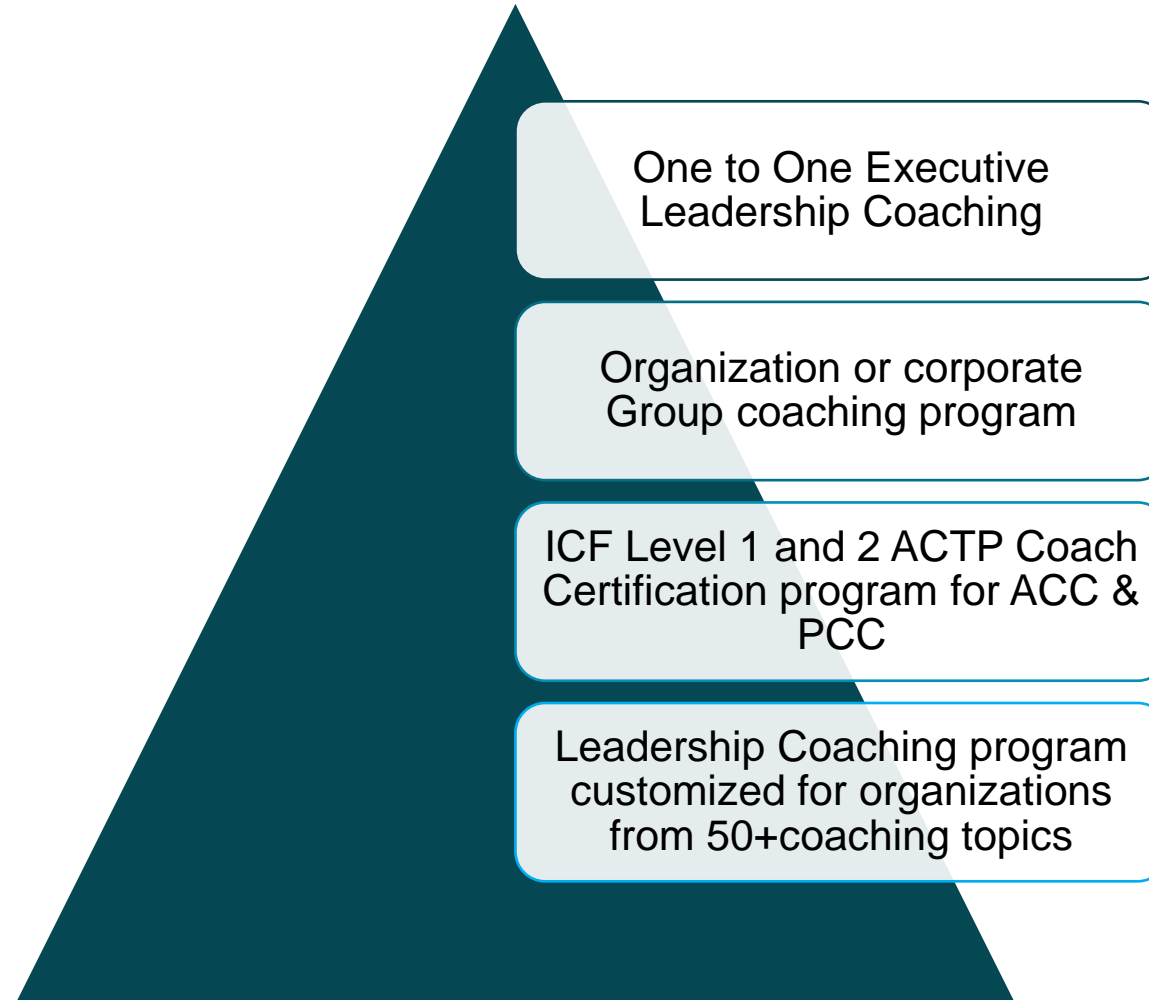 One to One Executive
Leadership Coaching
Organization or corporate
Group coaching program
ICF Level 1 and 2 ACTP Coach
Certification program for ACC &
PCC
Leadership Coaching program
customized for organizations
from 50+coaching topics